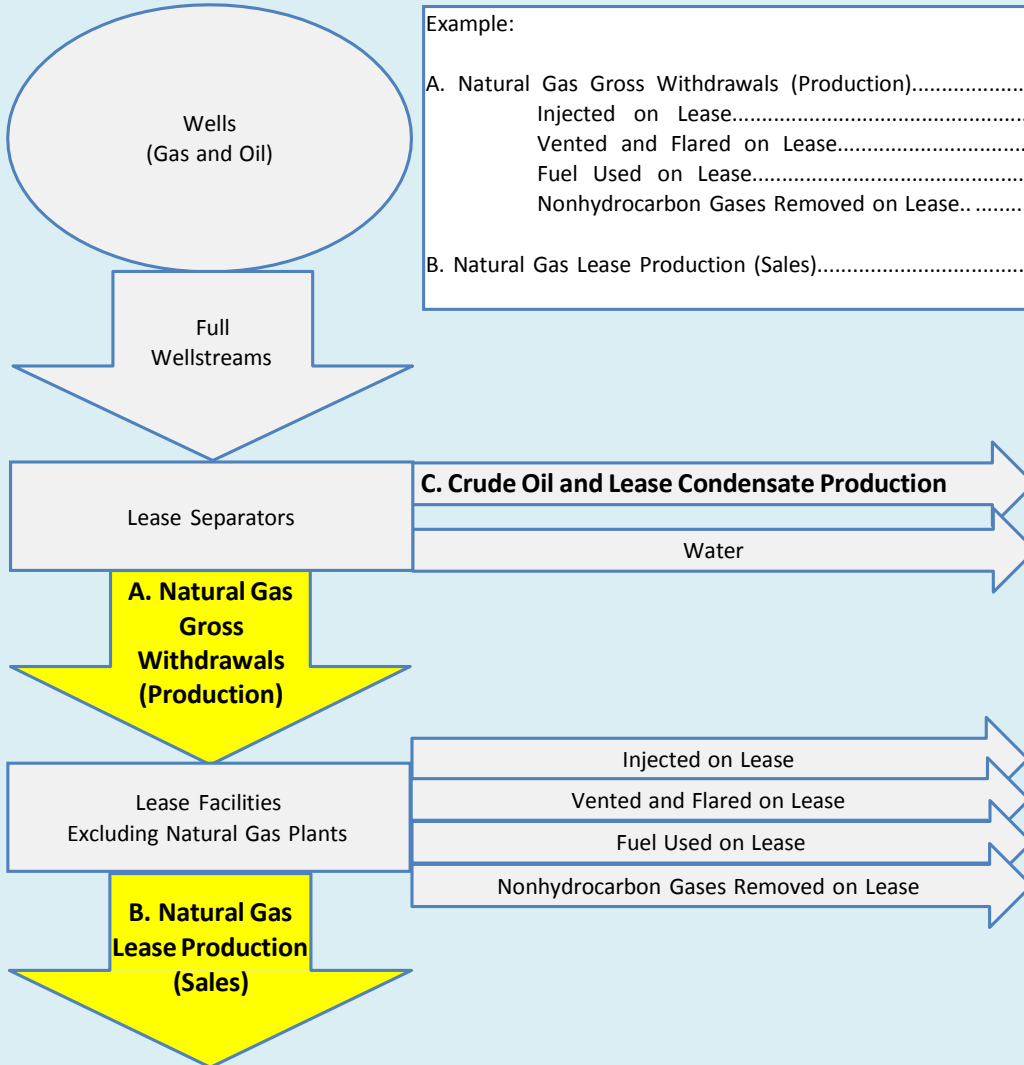 Wells
(Gas and Oil)
Example:
A. Natural Gas Gross Withdrawals (Production)..................
Injected on Lease...............................................
Vented and Flared on Lease..............................
Fuel Used on Lease...........................................
Nonhydrocarbon Gases Removed on Lease.. ........
B. Natural Gas Lease Production (Sales)................................
Full
Wellstreams
Lease Separators
C. Crude Oil and Lease Condensate Production
Water
A. Natural Gas
Gross
Withdrawals
(Production)
Lease Facilities
Excluding Natural Gas Plants
Injected on Lease
Vented and Flared on Lease
Fuel Used on Lease
Nonhydrocarbon Gases Removed on Lease
B. Natural Gas
Lease Production
(Sales)